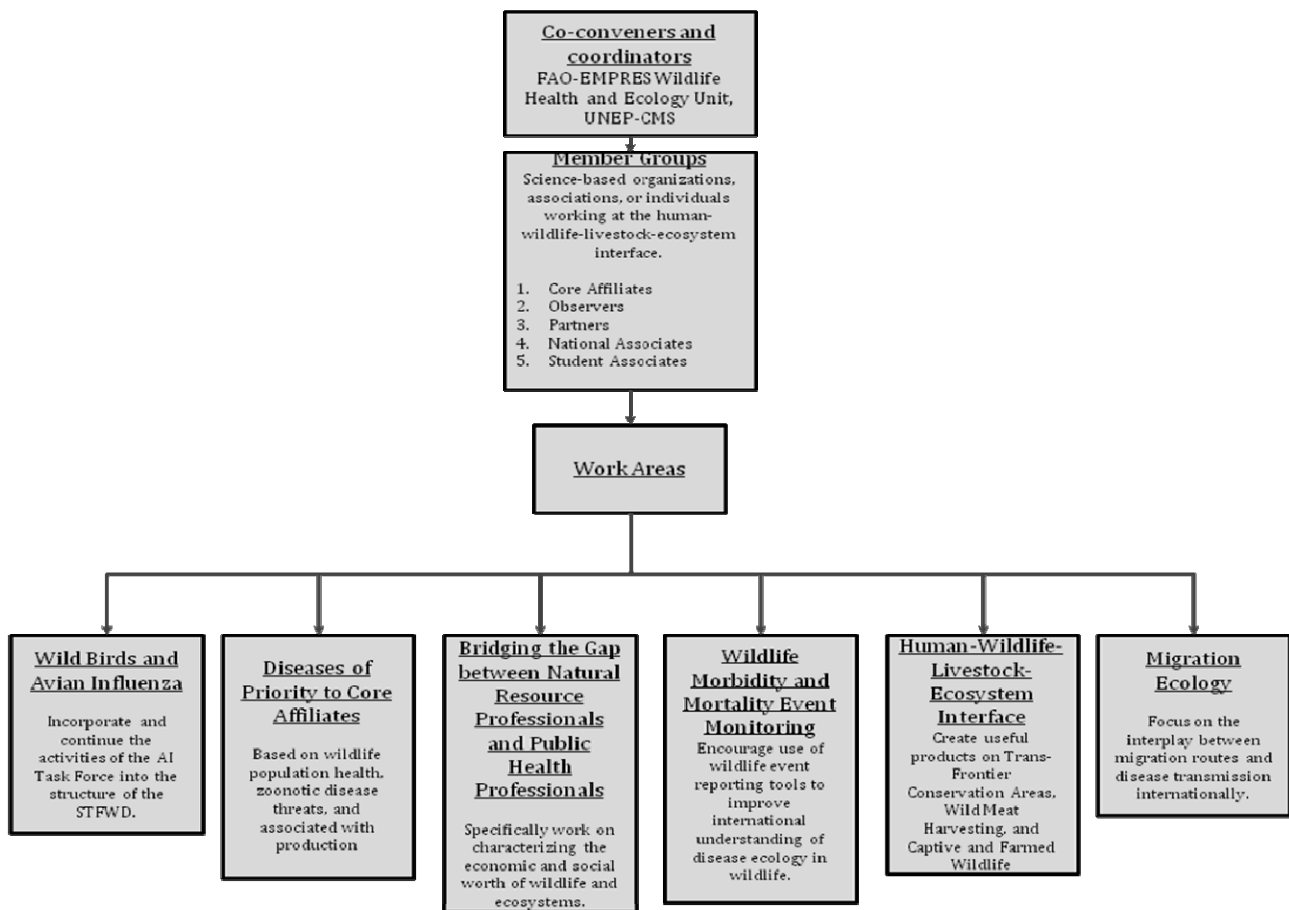 Co-conveners and
coordinators
FAO-EMPRES Wildlife
Health and Ecology Unit,
UNEP-CMS
Member Groups
Science-based organizations,
associations, or individuals
working at the human-
wildlife-livestock-ecosystem
interface.
1. Core Affiliates
2. Observers
3. Partners
4. National Associates
5. Student Associates
Work Areas
Wild Birds and
Avian Influenza
Incorporate and
continue the
activities of the AI
Task Force into the
structure of the
STFWD.
Diseases of
Priority to Core
Affiliates
Based on wildlife
population health,
zoonotic disease
threats, and
associated with
production
Bridging the Gap
between Natural
Resource
Professionals
and Public
Health
Professionals
Specifically work on
characterizing the
economic and social
worth of wildlife and
ecosystems.
Wildlife
Morbidity and
Mortality Event
Monitoring
Encourage use of
wildlife event
reporting tools to
improve
international
understanding of
disease ecology in
wildlife.
Human-Wildlife-
Livestock-
Ecosystem
Interface
Create useful
products on Trans-
Frontier
Conservation Areas,
Wild Meat
Harvesting, and
Captive and Farmed
Wildlife
Migration
Ecology
Focus on the
interplay between
migration routes and
disease transmission
internationally.